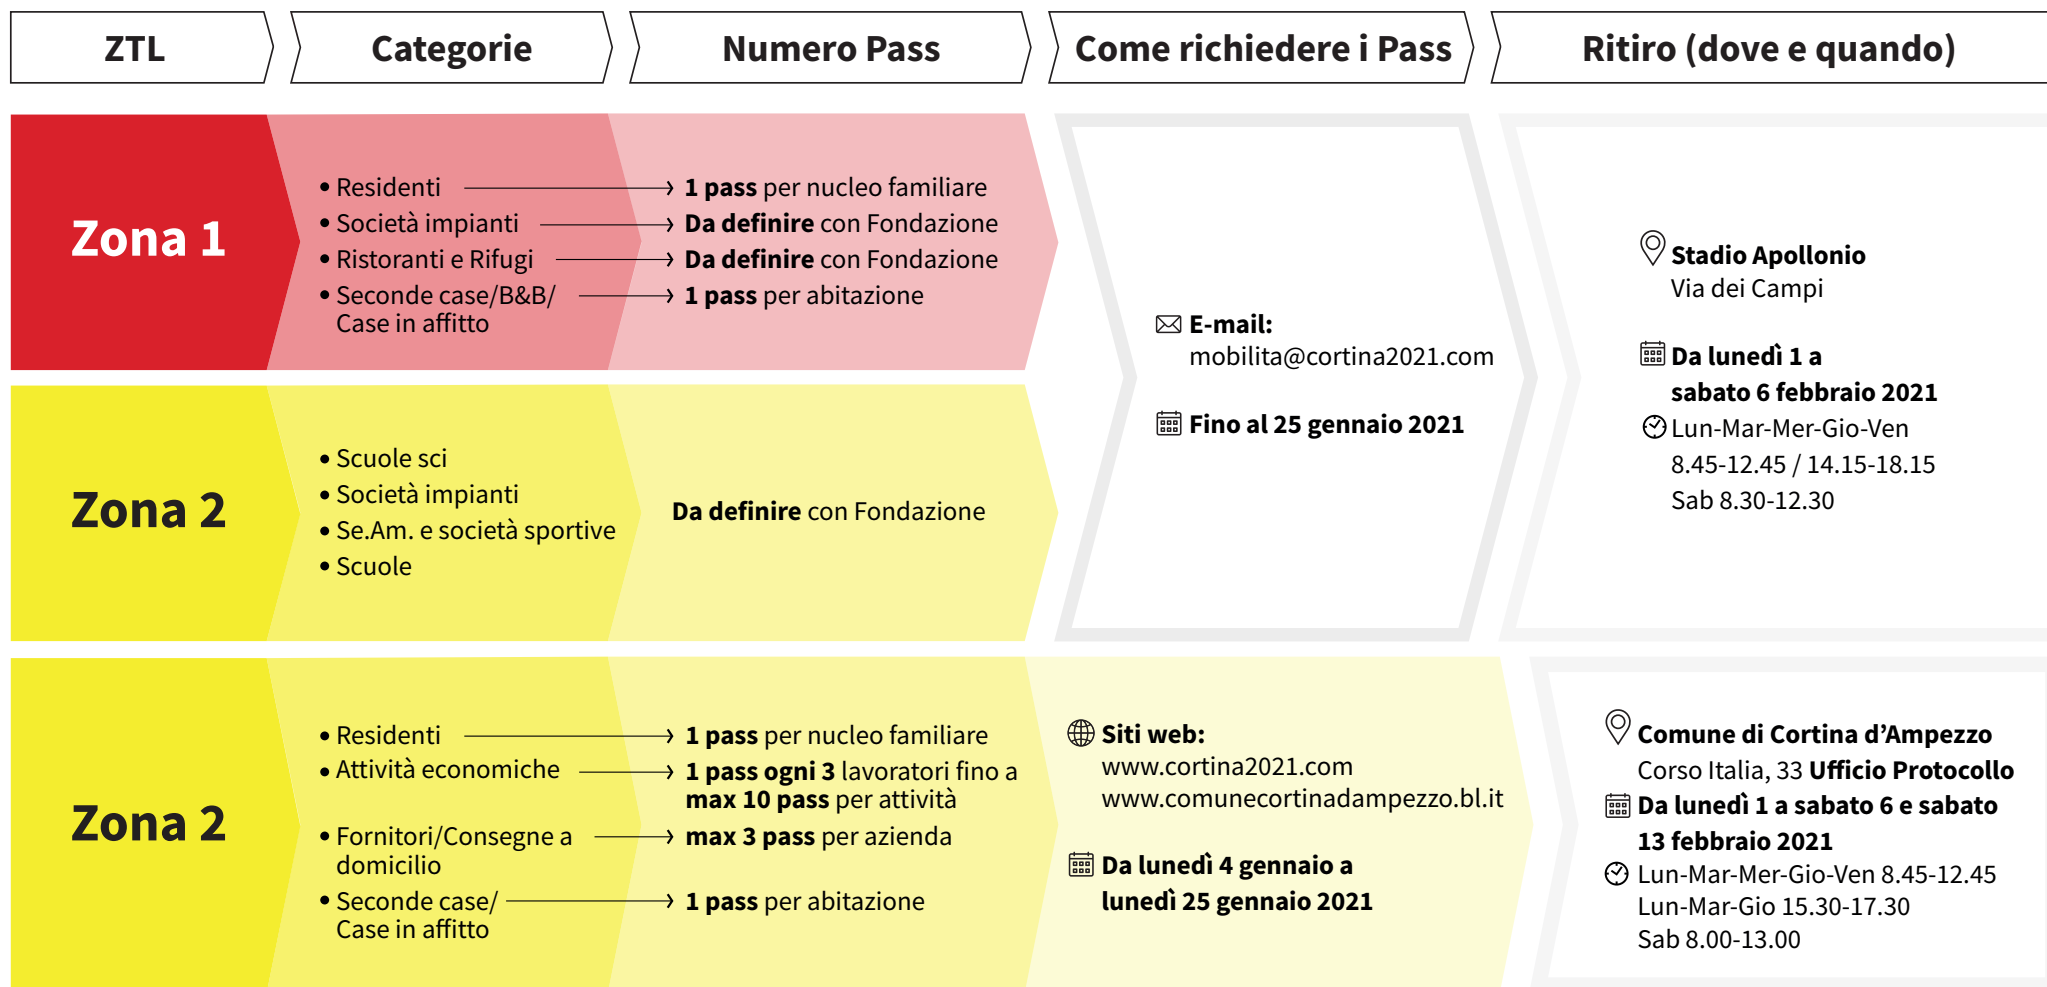 ZTL
Categorie
Numero Pass
Come richiedere i Pass
Ritiro (dove e quando)
Zona 1
• Residenti
1 pass per nucleo familiare
• Società impianti
Da definire con Fondazione
• Ristoranti e Rifugi
Da definire con Fondazione
• Seconde case/B&B/
Case in affitto
1 pass per abitazione
Zona 2
• Scuole sci
• Società impianti
• Se.Am. e società sportive
• Scuole
Da definire con Fondazione
E-mail:
mobilita@cortina2021.com
Fino al 25 gennaio 2021
Stadio Apollonio
Via dei Campi
Da lunedì 1 a
sabato 6 febbraio 2021
Lun-Mar-Mer-Gio-Ven
8.45-12.45 / 14.15-18.15
Sab 8.30-12.30
Zona 2
• Residenti
1 pass per nucleo familiare
• Attività economiche
1 pass ogni 3 lavoratori fino a
max 10 pass per attività
• Fornitori/Consegne a
domicilio
max 3 pass per azienda
• Seconde case/
Case in affitto
1 pass per abitazione
Siti web:
www.cortina2021.com
www.comunecortinadampezzo.bl.it
Da lunedì 4 gennaio a
lunedì 25 gennaio 2021
Comune di Cortina d’Ampezzo
Corso Italia, 33 Ufficio Protocollo
Da lunedì 1 a sabato 6 e sabato
13 febbraio 2021
Lun-Mar-Mer-Gio-Ven 8.45-12.45
Lun-Mar-Gio 15.30-17.30
Sab 8.00-13.00